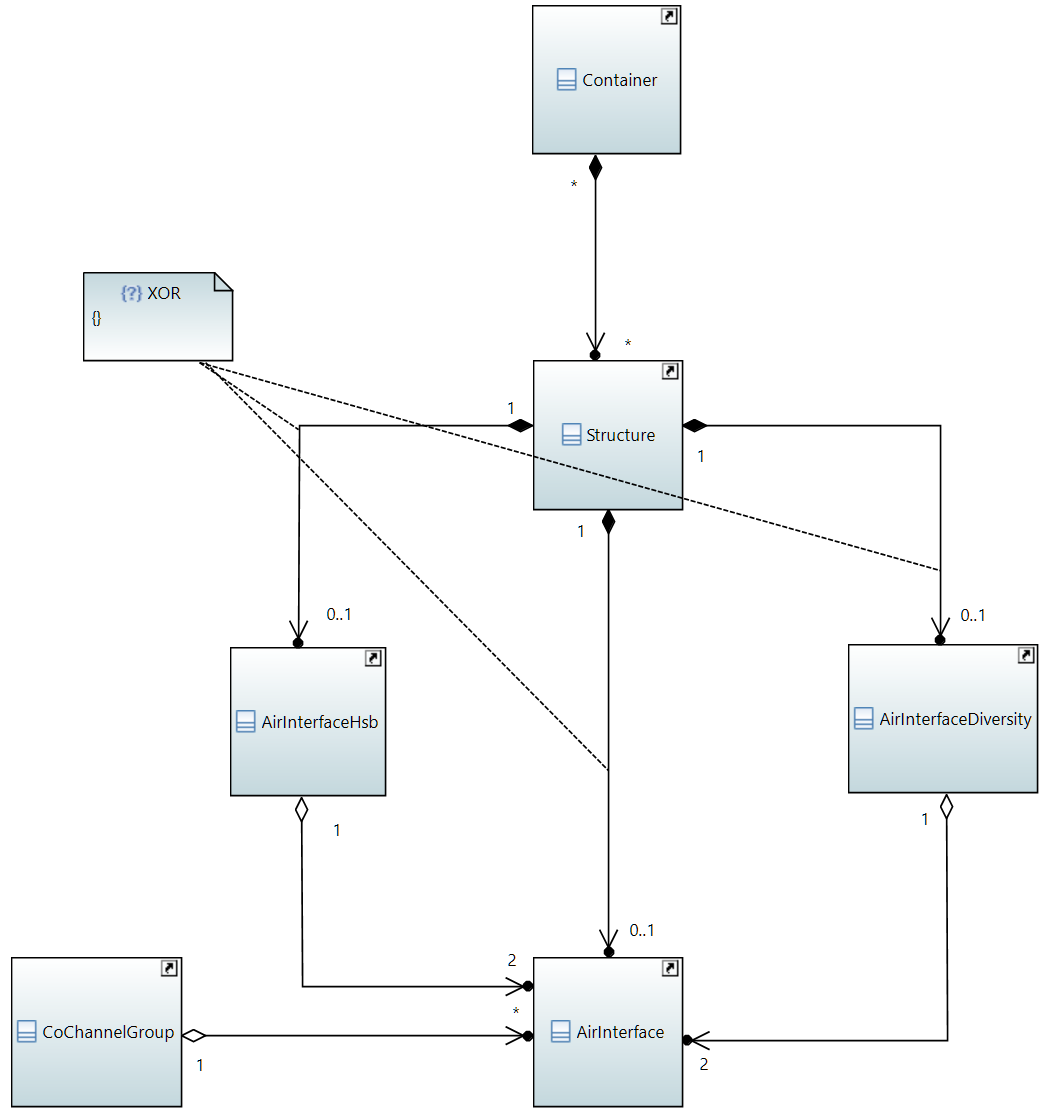 Container
*
{?} XOR
{}
*
1
Structure
1
1
0..1
0..1
AirInterfaceHsb
AirInterfaceDiversity
1
1
0..1
2
*
CoChannelGroup
AirInterface
1
2